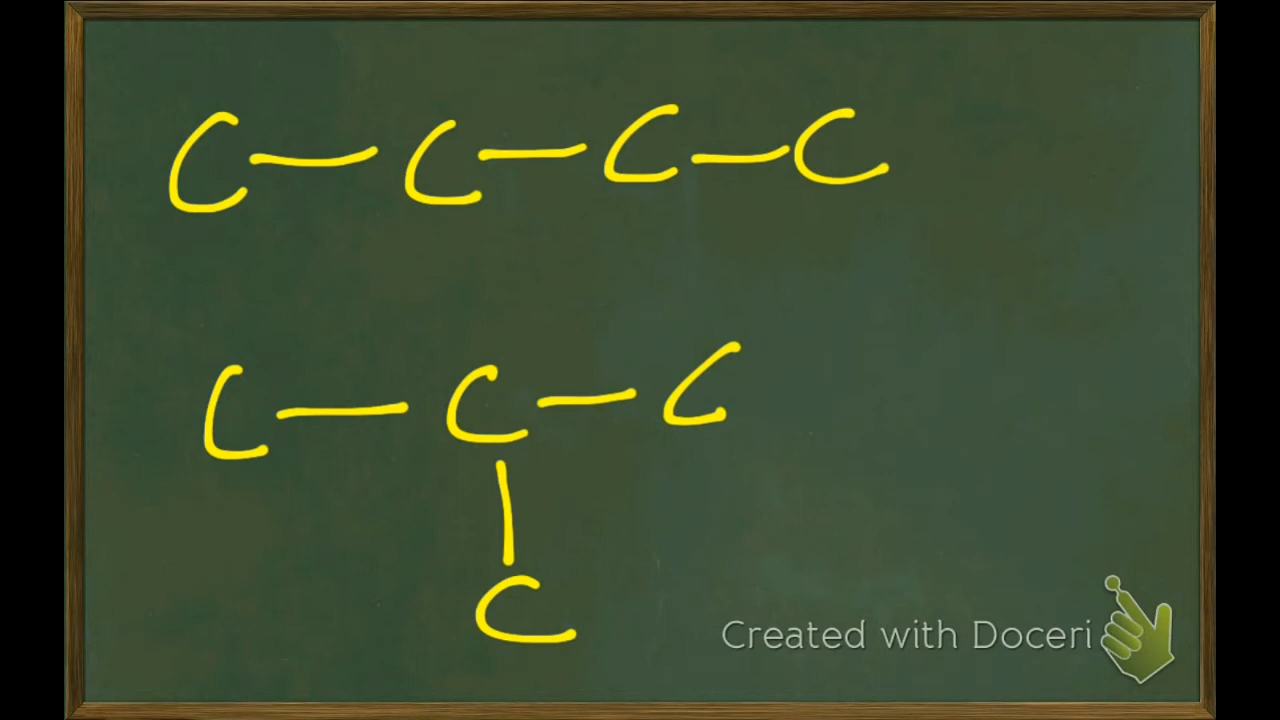 C — C — C — C
C — C — C
|
C
Created with Doceri